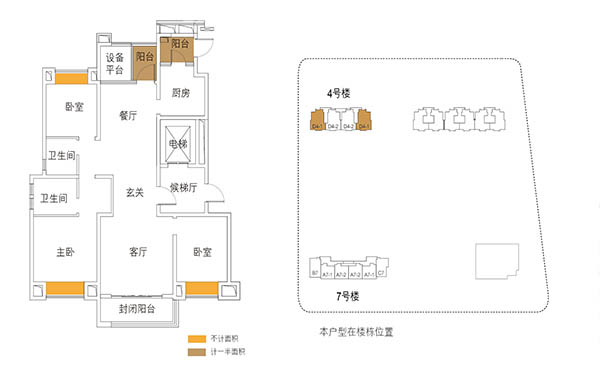 设备
平台
阳台
阳台
卧室
餐厅
厨房
电梯
卫生间
卫生间
玄关
候梯厅
主卧
客厅
卧室
封闭阳台
不计面积
计一半面积
4号楼
D4-1
D4-2
D4-2
D4-1
B7
A7-1
A7-2
A7-2
A7-1
C7
7号楼
本户型在楼栋位置